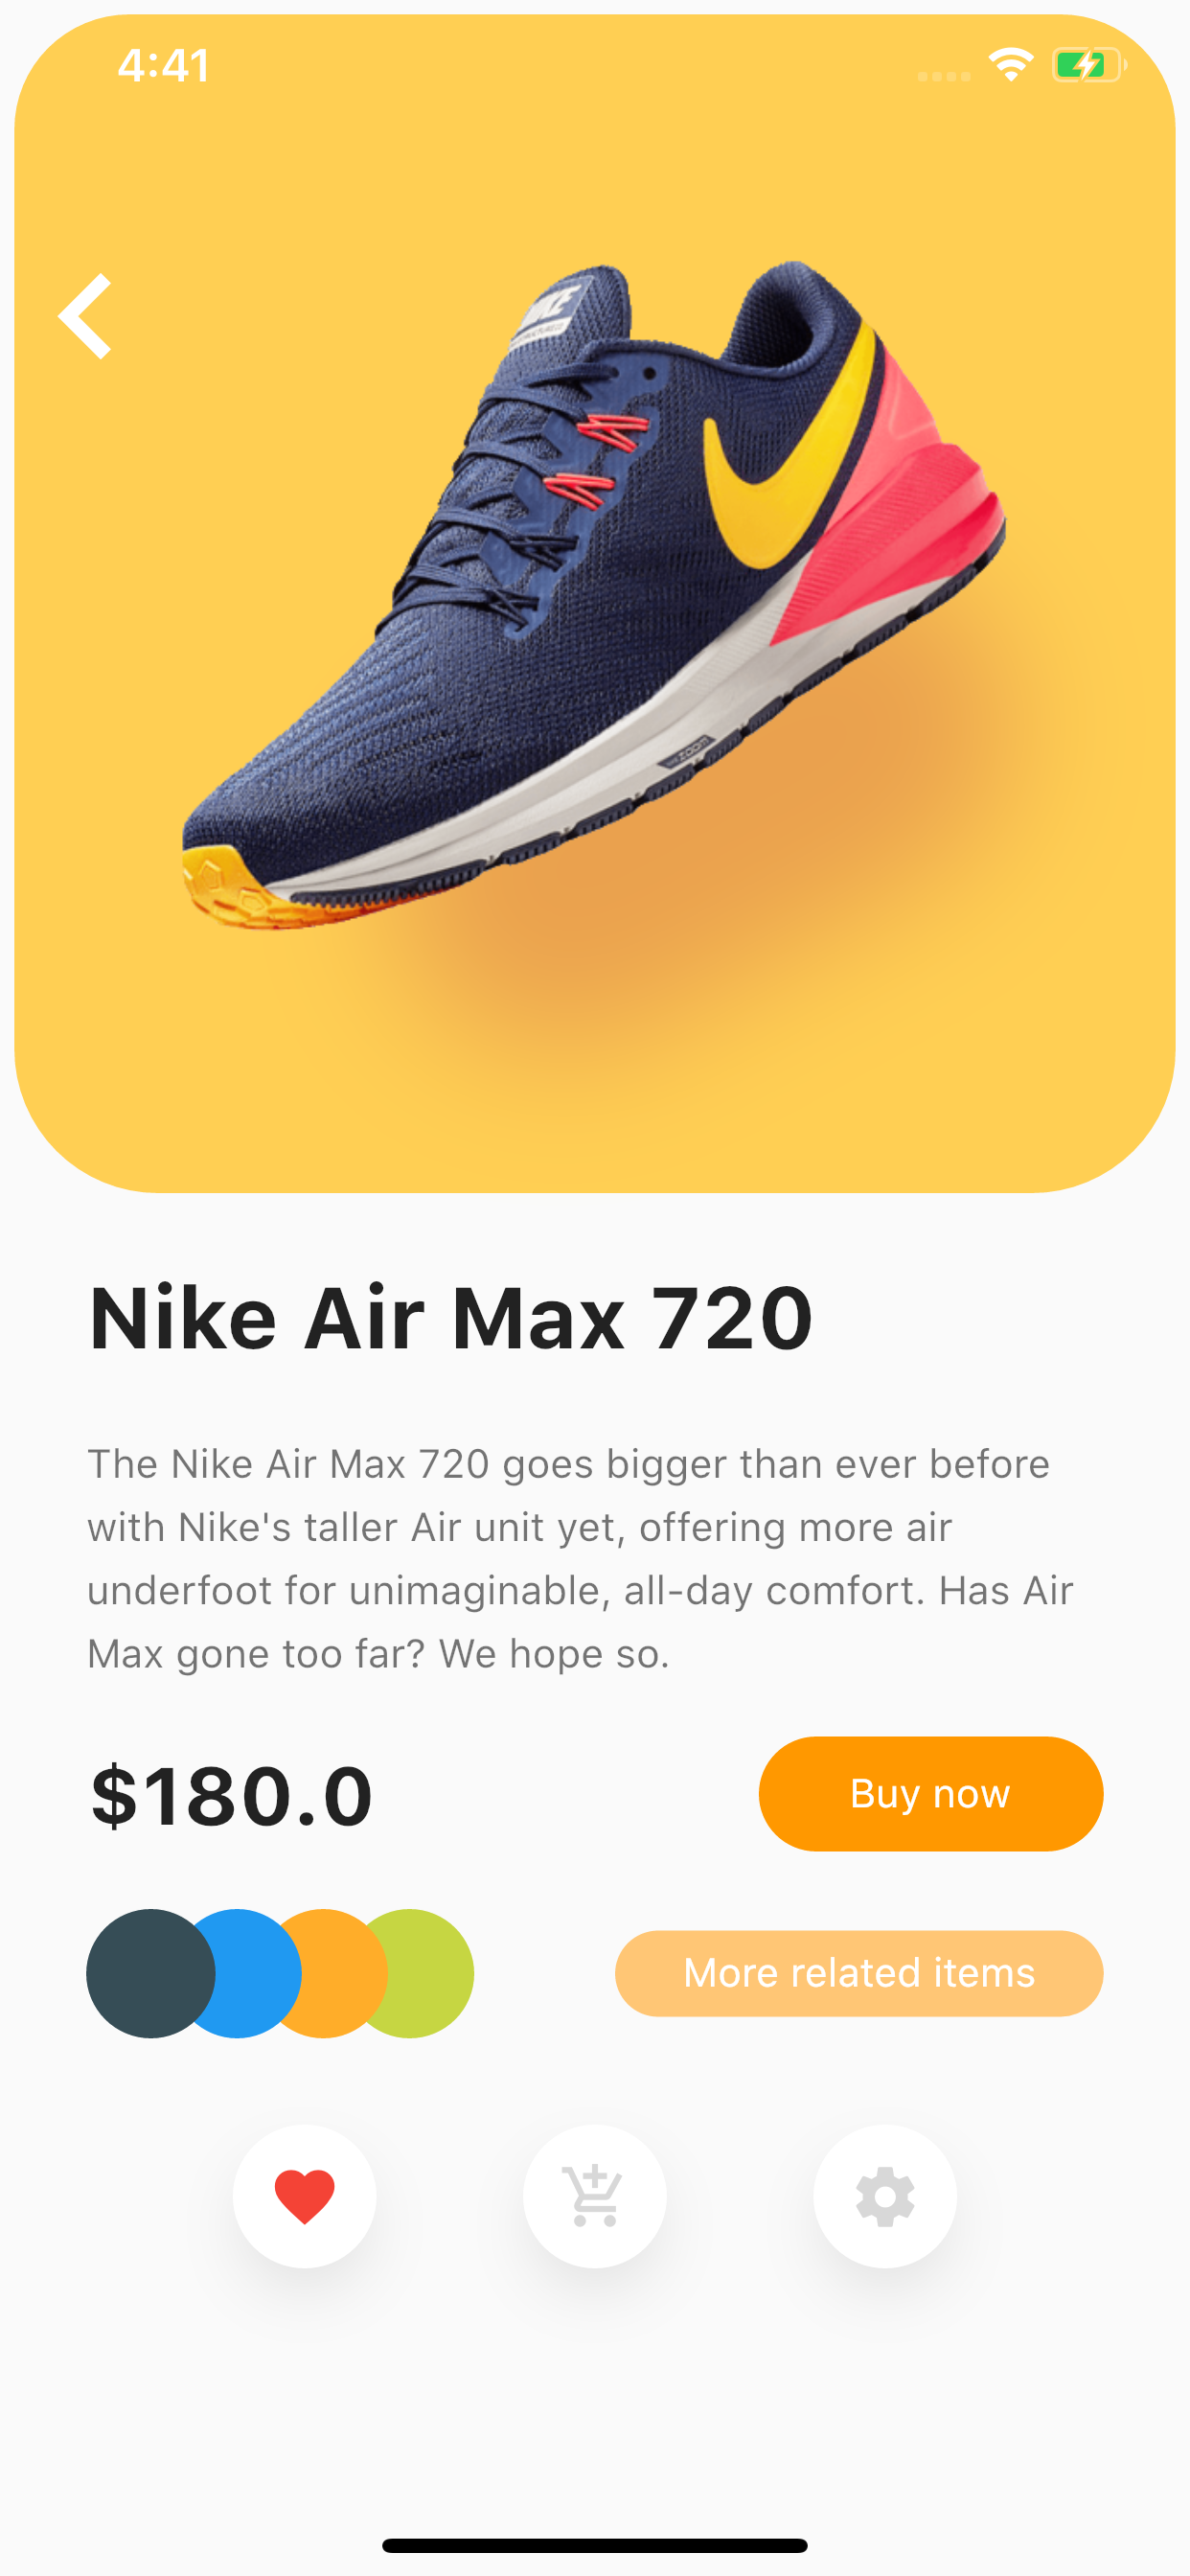 4:41
NIKE
ZOOM
Nike Air Max 720
The Nike Air Max 720 goes bigger than ever before
with Nike's taller Air unit yet, offering more air
underfoot for unimaginable, all-day comfort. Has Air
Max gone too far? We hope so.
$180.0
Buy now
More related items